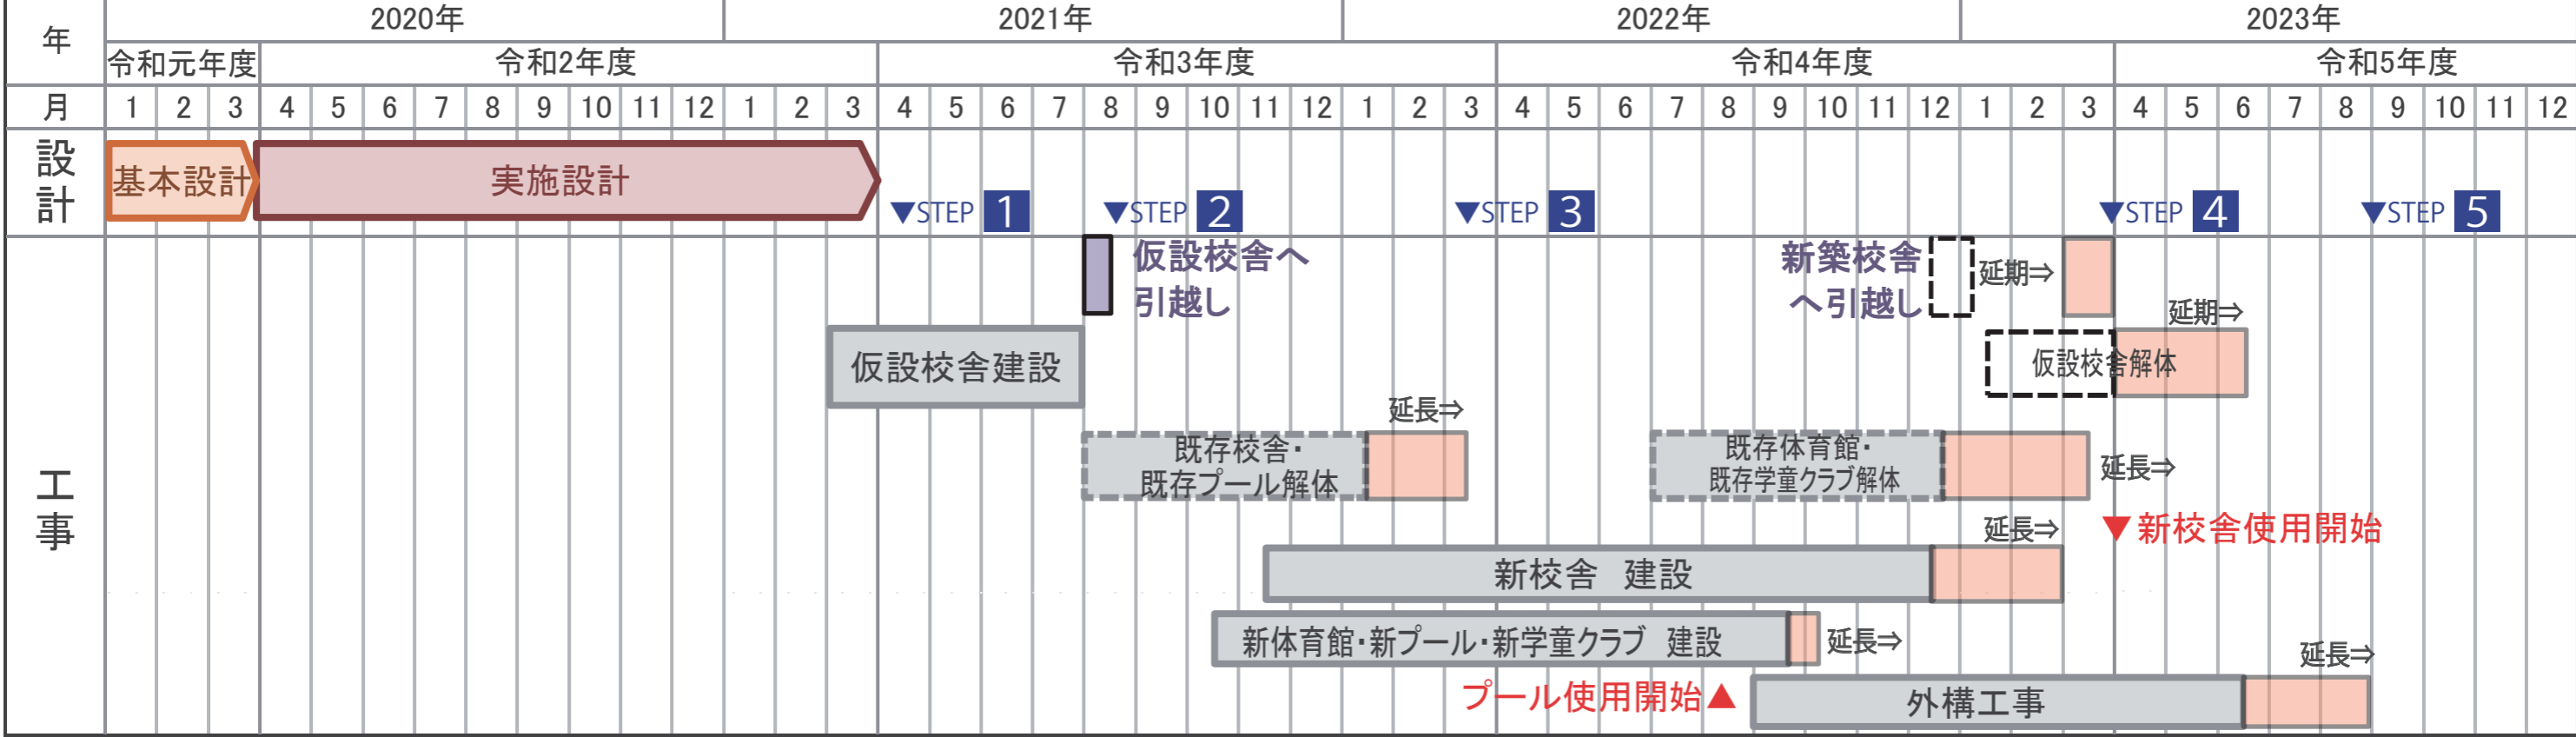 年
2020年
2021年
2022年
2023年
令和元年度
令和2年度
令和3年度
令和4年度
令和5年度
月
1 2 3 4 5 6 7 8 9 10 11 12 1 2 3 4 5 6 7 8 9 10 11 12 1 2 3 4 5 6 7 8 9 10 11 12 1 2 3 4 5 6 7 8 9 10 11 12
設計
基本設計
実施設計
▼STEP 1
▼STEP 2
▼STEP 3
▼STEP 4
▼STEP 5
工事
仮設校舎へ
引越し
新築校舎
へ引越し
延期⇒
仮設校舎建設
延期⇒
仮設校舎解体
延長⇒
既存校舎・
既存プール解体
既存体育館・
既存学童クラブ解体
延長⇒
▼新校舎使用開始
延長⇒
新校舎 建設
新体育館・新プール・新学童クラブ 建設
延長⇒
プール使用開始▲
延長⇒
外構工事